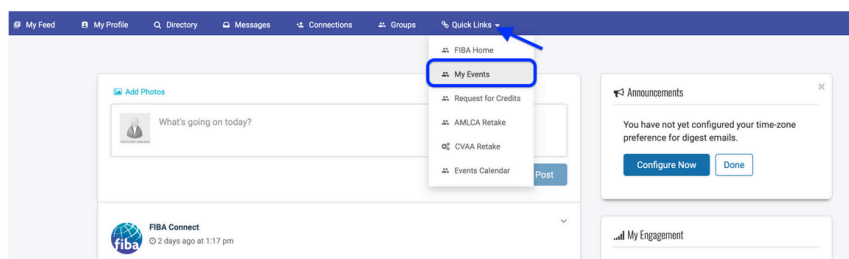 My Feed My Profile Directory Messages Connections Groups Quick Links
FIBA Home
My Events
Request for Credits
AMLCA Retake
CVAA Retake
Events Calendar
Add Photos
What's going on today?
Post
FIBA Connect
2 days ago at 1:17 pm
fiba
Announcements
×
You have not yet configured your time-zone
preference for digest emails.
Configure Now Done
My Engagement